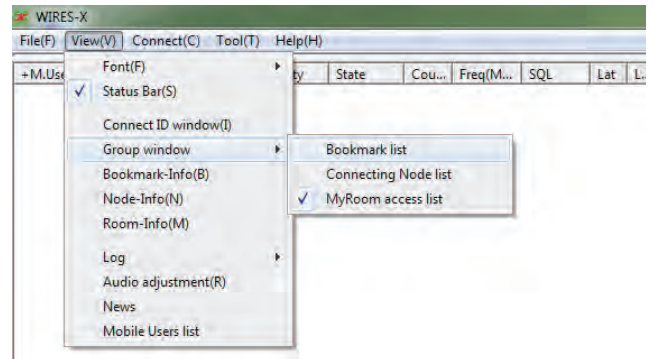 WIRES-X
File(F) View(V) Connect(C) Tool(T) Help(H)
+M.Use ty State Cou... Freq(M... SQL Lat L...
Font(F)
Status Bar(S)
Connect ID window(I)
Group window
Bookmark list
Bookmark-Info(B)
Connecting Node list
Node-Info(N)
MyRoom access list
Room-Info(M)
Log
Audio adjustment(R)
News
Mobile Users list